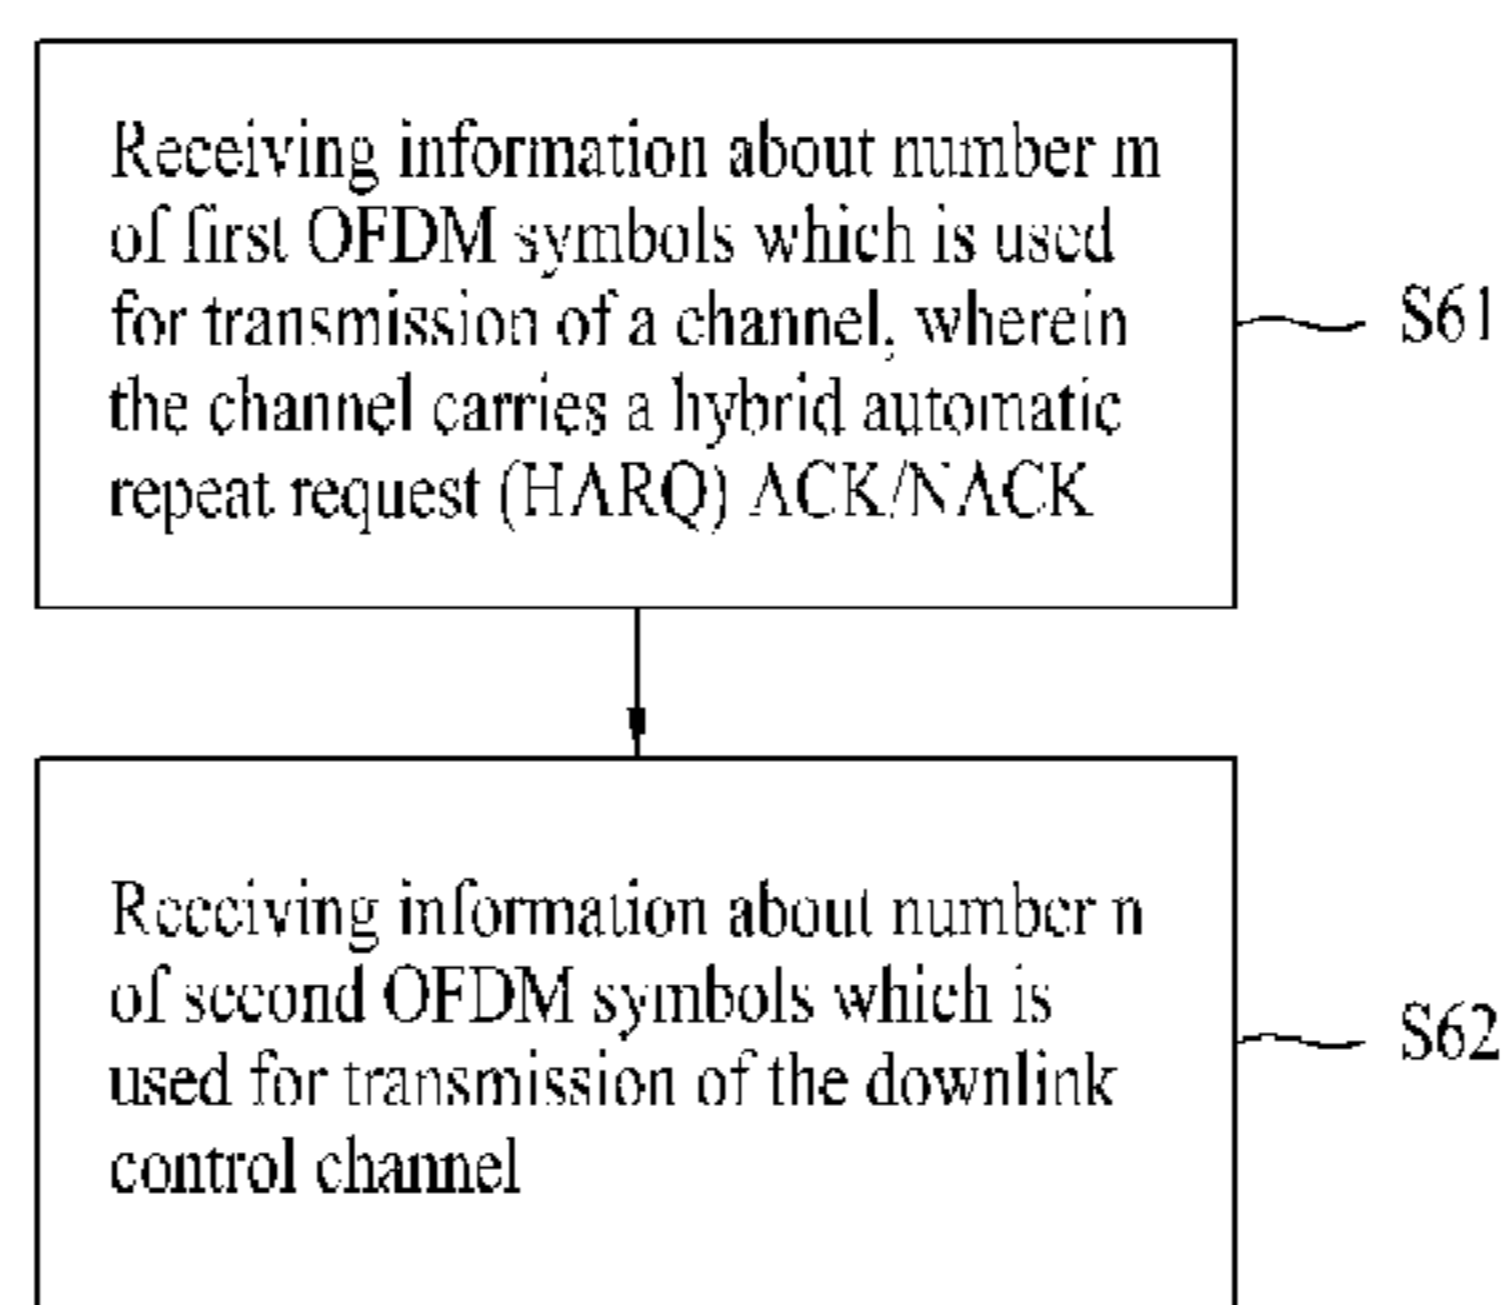 Receiving information about number m
of first OFDM symbols which is used
for transmission of a channel, wherein
the channel carries a hybrid automatic
repeat request (HARQ) ACK/NACK
S61
Receiving information about number n
of second OFDM symbols which is
used for transmission of the downlink
control channel
S62